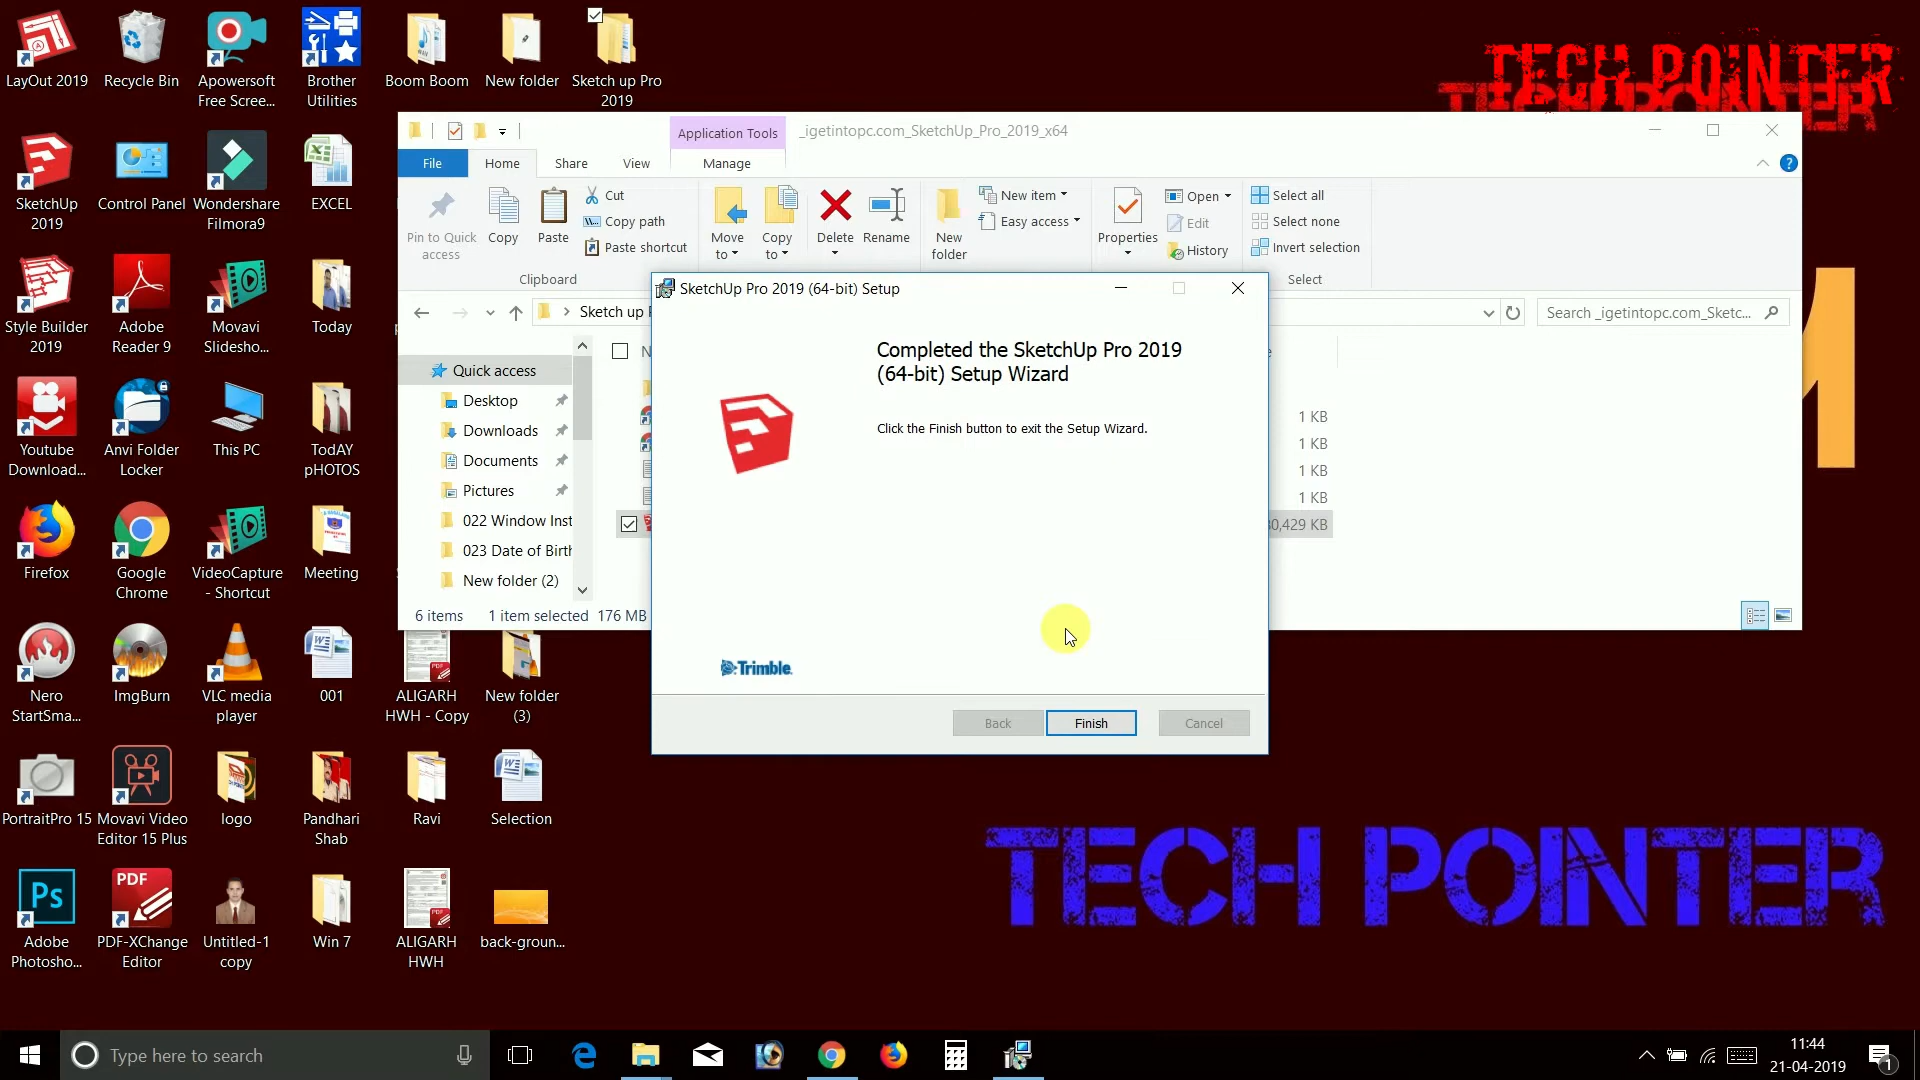 LayOut 2019
Recycle Bin
Apowersoft
Free Scree...
Brother
Utilities
Boom Boom
New folder
Sketch up Pro
2019
TECH POINTER
SketchUp
2019
Control Panel
Wondershare
Filmora9
EXCEL
Style Builder
2019
Adobe
Reader 9
Movavi
Slidesho...
Today
Youtube
Download...
Anvi Folder
Locker
This PC
TodAY
pHOTOS
Firefox
Google
Chrome
VideoCapture
- Shortcut
Meeting
Nero
StartSma...
ImgBurn
VLC media
player
001
ALIGARH
HWH - Copy
New folder
(3)
PortraitPro 15
Movavi Video
Editor 15 Plus
logo
Pandhari
Shab
Ravi
Selection
Ps
Adobe
Photosho...
PDF
PDF-XChange
Editor
Untitled-1
copy
Win 7
ALIGARH
HWH
back-groun...
Application Tools
_igetintopc.com_SketchUp_Pro_2019_x64
File
Home
Share
View
Manage
Pin to Quick
access
Copy
Paste
Cut
Copy path
Paste shortcut
Clipboard
Move
to
Copy
to
Delete
Rename
New
folder
New item
Easy access
Properties
Open
Edit
History
Select all
Select none
Invert selection
Select
Sketch up
Search _igetintopc.com_Sketc...
Quick access
Desktop
Downloads
Documents
Pictures
022 Window Inst
023 Date of Birth
New folder (2)
1 KB
1 KB
1 KB
1 KB
0,429 KB
6 items
1 item selected
176 MB
SketchUp Pro 2019 (64-bit) Setup
Completed the SketchUp Pro 2019
(64-bit) Setup Wizard
Click the Finish button to exit the Setup Wizard.
Trimble.
Back
Finish
Cancel
TECH POINTER
Type here to search
11:44
21-04-2019
1